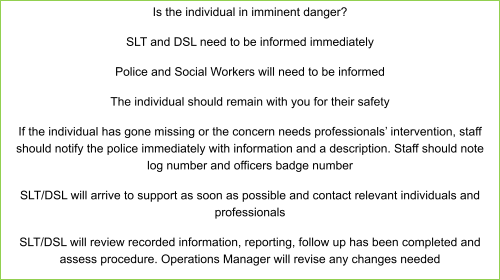 Is the individual in imminent danger?
SLT and DSL need to be informed immediately
Police and Social Workers will need to be informed
The individual should remain with you for their safety
If the individual has gone missing or the concern needs professionals' intervention, staff
should notify the police immediately with information and a description. Staff should note
log number and officers badge number
SLT/DSL will arrive to support as soon as possible and contact relevant individuals and
professionals
SLT/DSL will review recorded information, reporting, follow up has been completed and
assess procedure. Operations Manager will revise any changes needed